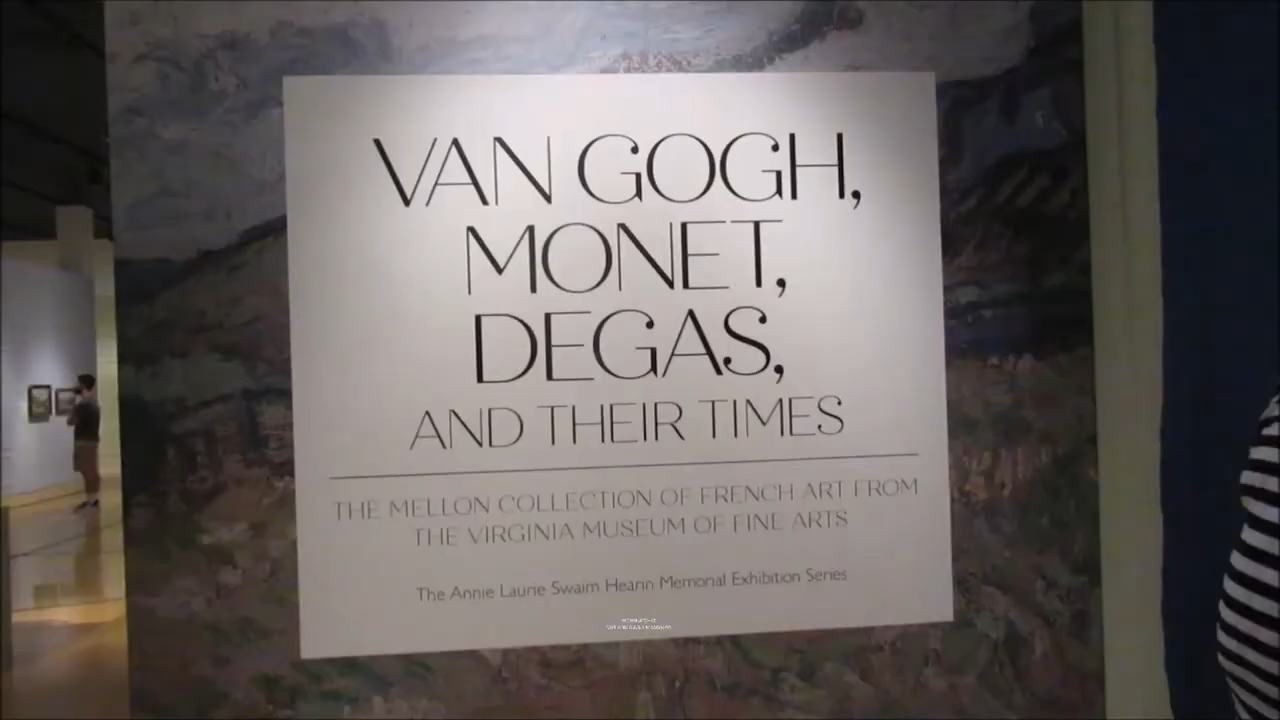 VAN GOGH,
MONET,
DEGAS,
AND THEIR TIMES
THE MELLON COLLECTION OF FRENCH ART FROM
THE VIRGINIA MUSEUM OF FINE ARTS
The Annie Laurie Swaim Hearin Memorial Exhibition Series